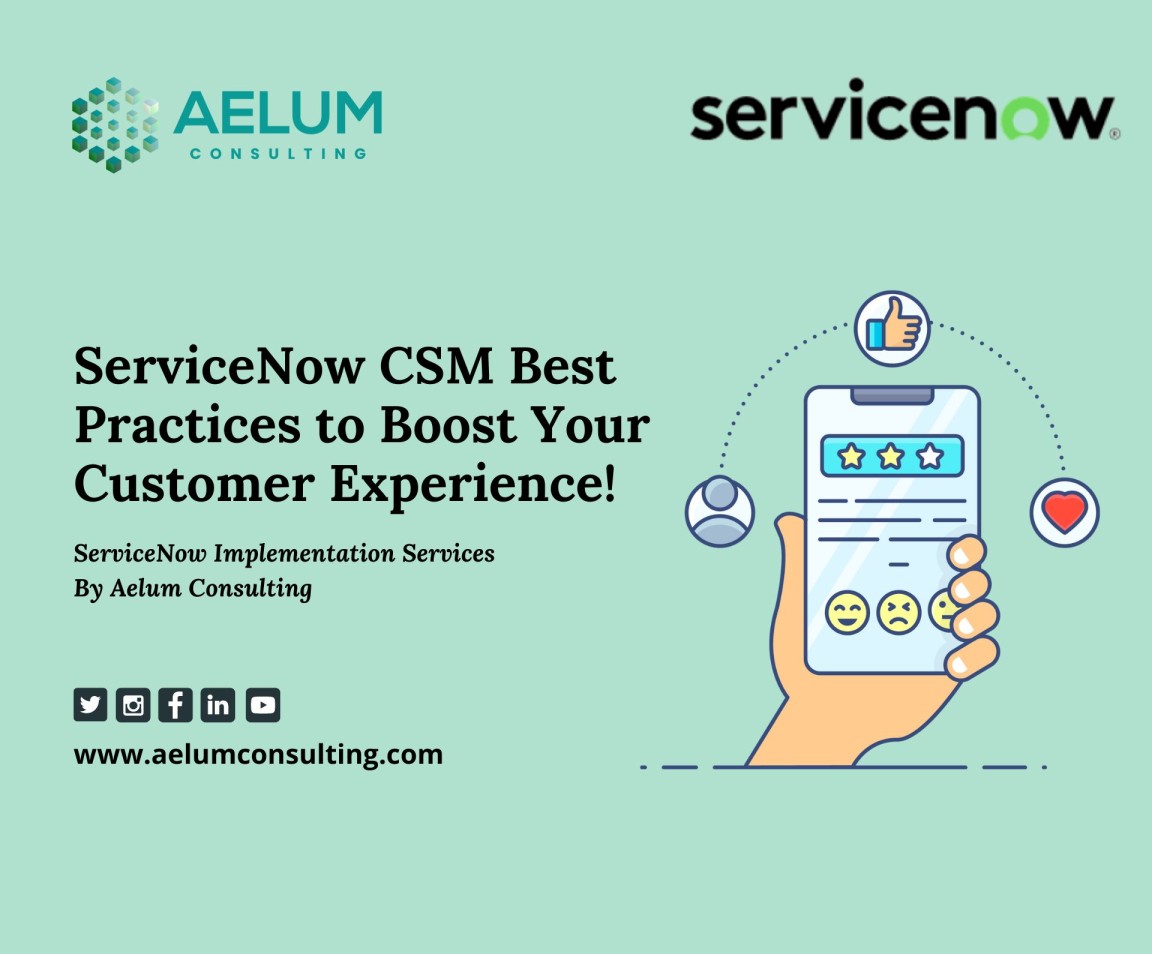 AELUM
CONSULTING
servicenow®
ServiceNow CSM Best
Practices to Boost Your
Customer Experience!
ServiceNow Implementation Services
By Aelum Consulting
www.aelumconsulting.com